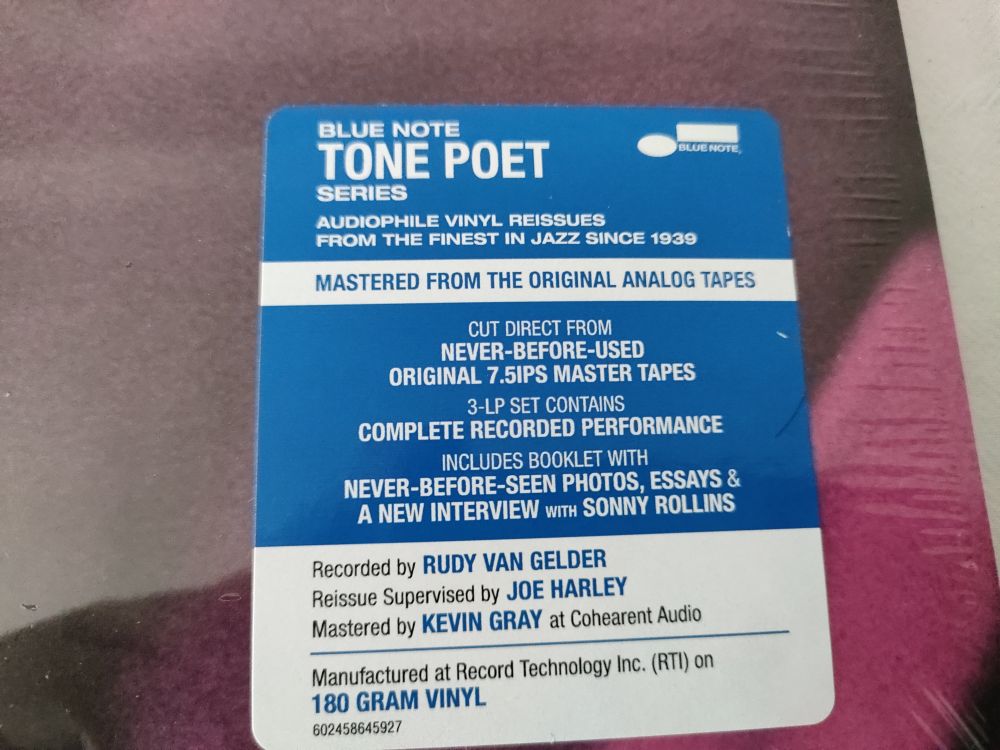 BLUE NOTE
TONE POET
SERIES
BLUE NOTE
AUDIOPHILE VINYL REISSUES
FROM THE FINEST IN JAZZ SINCE 1939
MASTERED FROM THE ORIGINAL ANALOG TAPES
CUT DIRECT FROM
NEVER-BEFORE-USED
ORIGINAL 7.5IPS MASTER TAPES
3-LP SET CONTAINS
COMPLETE RECORDED PERFORMANCE
INCLUDES BOOKLET WITH
NEVER-BEFORE-SEEN PHOTOS, ESSAYS &
A NEW INTERVIEW WITH SONNY ROLLINS
Recorded by RUDY VAN GELDER
Reissue Supervised by JOE HARLEY
Mastered by KEVIN GRAY at Cohearent Audio
Manufactured at Record Technology Inc. (RTI) on
180 GRAM VINYL
602458645927